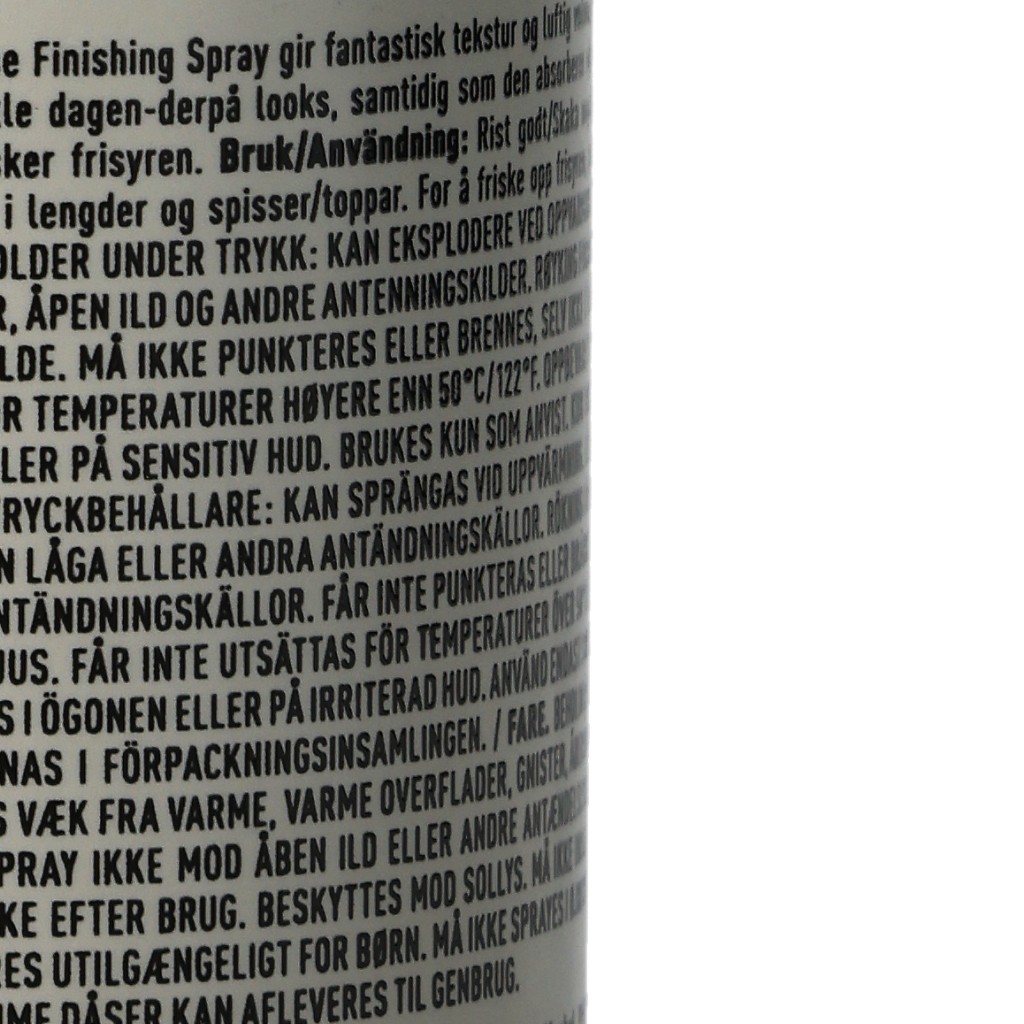 Finishing Spray gir fantastisk tekstur og luftig
dagen-derpå looks, samtidig som den absorberer
frisyren. Bruk/Användning: Rist godt/Skaka
i lengder og spisser/toppar. For å friske opp frisyren,
OLDER UNDER TRYKK: KAN EKSPLODERE VED
R, ÅPEN ILD OG ANDRE ANTENNINGSKILDER. RØYKING
LDE. MÅ IKKE PUNKTERES ELLER BRENNES, SELV IKKE
OR TEMPERATURER HØYERE ENN 50°C/122°F.
LER PÅ SENSITIV HUD. BRUKES KUN SOM ANVIST.
RYCKBEHÅLLARE: KAN SPRÄNGAS VID UPPVÄRMNING.
N LÅGA ELLER ANDRA ANTÄNDNINGSKÄLLOR. RÖKNING
NTÄNDNINGSKÄLLOR. FÅR INTE PUNKTERAS ELLER
JUS. FÅR INTE UTSÄTTAS FÖR TEMPERATURER ÖVER
S I ÖGONEN ELLER PÅ IRRITERAD HUD. ANVÄND ENDAST
NAS I FÖRPACKNINGSINSAMLINGEN. / FARE.
S VÆK FRA VARME, VARME OVERFLADER, GNISTER,
PRAY IKKE MOD ÅBEN ILD ELLER ANDRE
KE EFTER BRUG. BESKYTTES MOD SOLLYS. MÅ IKKE
RES UTILGÆNGELIGT FOR BØRN. MÅ IKKE SPRAYES I
MME DÅSER KAN AFLEVERES TIL GENBRUG.